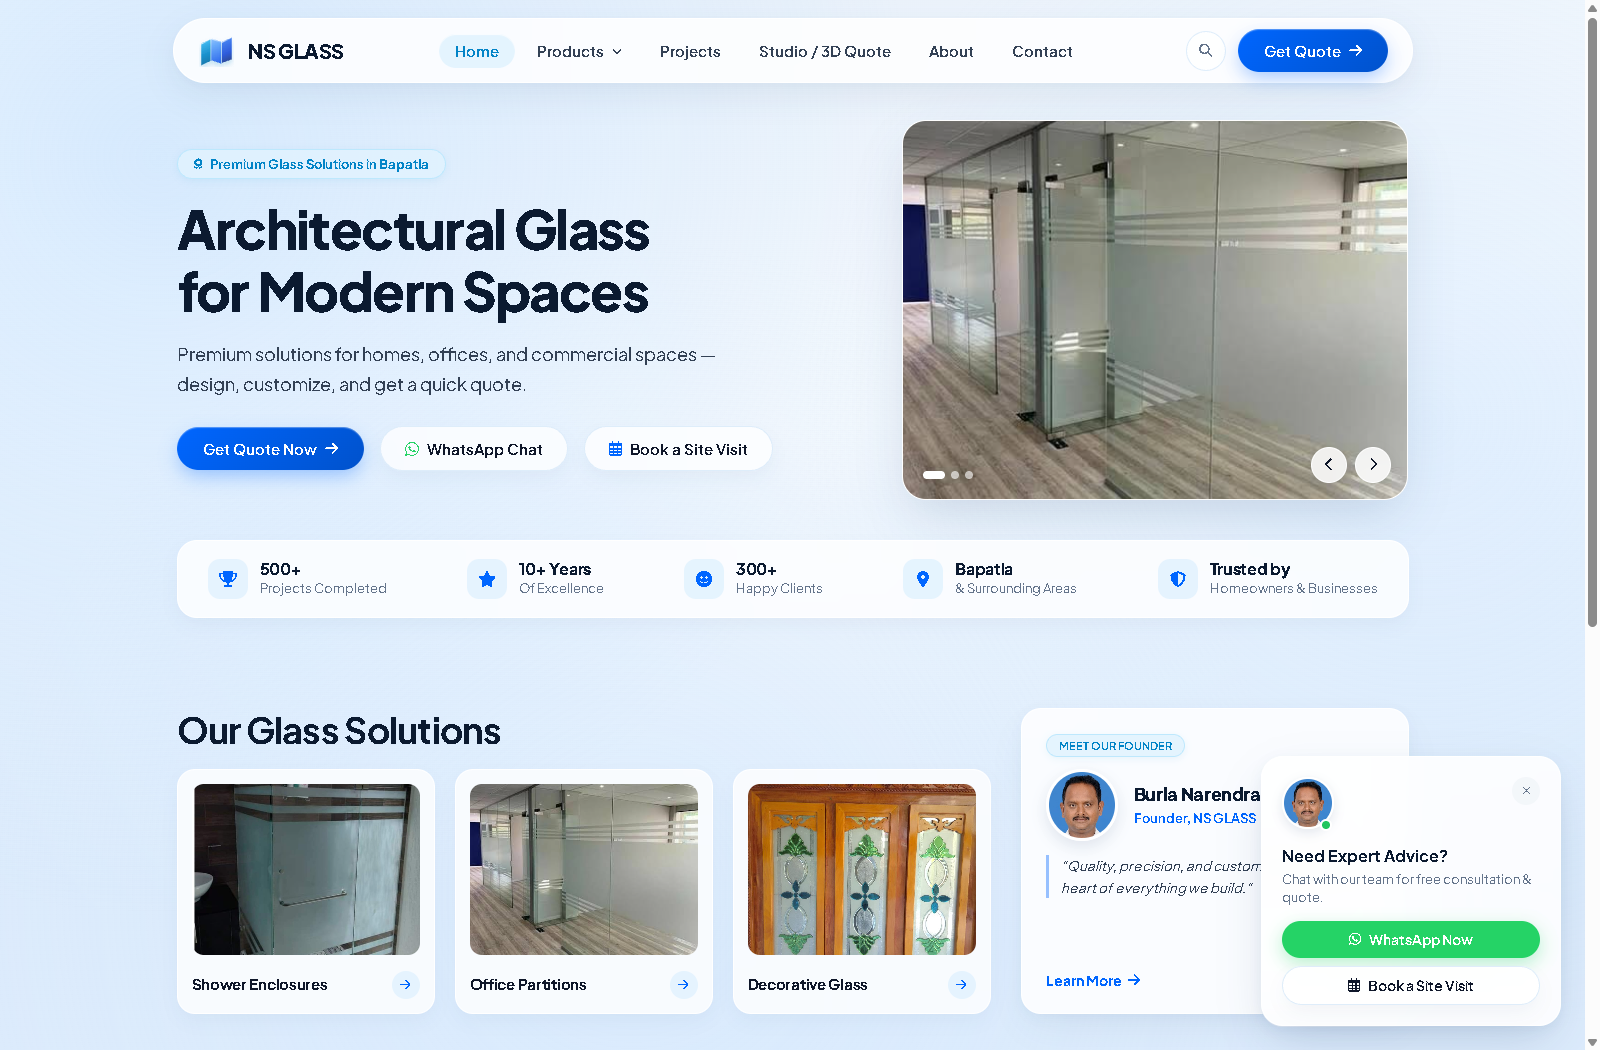 NS GLASS
Home
Products
Projects
Studio / 3D Quote
About
Contact
Get Quote
Premium Glass Solutions in Bapatla
Architectural Glass
for Modern Spaces
Premium solutions for homes, offices, and commercial spaces —
design, customize, and get a quick quote.
Get Quote Now
WhatsApp Chat
Book a Site Visit
500+
Projects Completed
10+ Years
Of Excellence
300+
Happy Clients
Bapatla
& Surrounding Areas
Trusted by
Homeowners & Businesses
Our Glass Solutions
Shower Enclosures
Office Partitions
Decorative Glass
MEET OUR FOUNDER
Burla Narendra
Founder, NS GLASS
"Quality, precision, and
heart of everything we build."
Learn More
Need Expert Advice?
Chat with our team for free consultation &
quote.
WhatsApp Now
Book a Site Visit